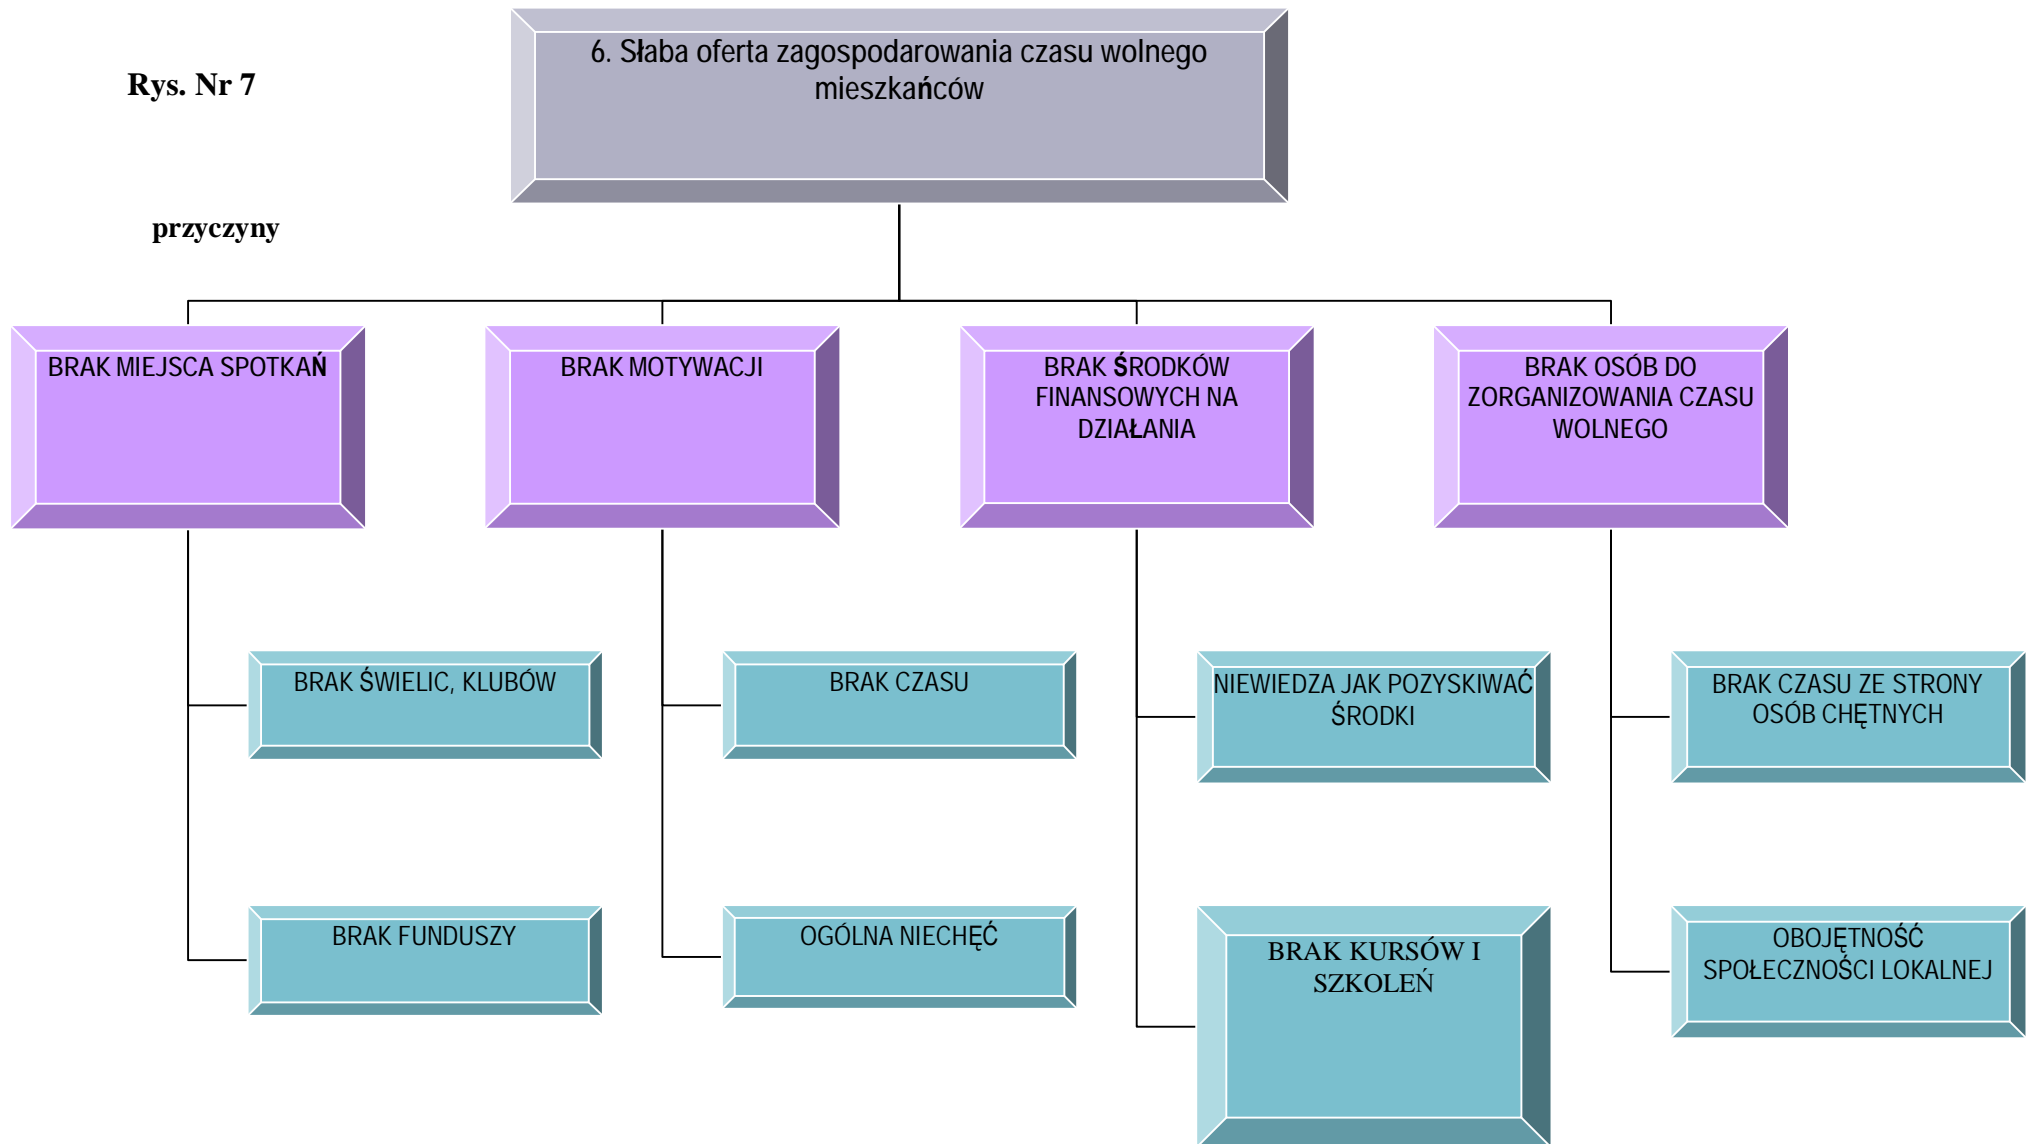 6. Słaba oferta zagospodarowania czasu wolnego
mieszkańców
Rys. Nr 7
przyczyny
BRAK MIEJSCA SPOTKAŃ
BRAK MOTYWACJI
BRAK ŚRODKÓW
FINANSOWYCH NA
DZIAŁANIA
BRAK OSÓB DO
ZORGANIZOWANIA CZASU
WOLNEGO
BRAK ŚWIELIC, KLUBÓW
BRAK CZASU
NIEWIEDZA JAK POZYSKIWAĆ
ŚRODKI
BRAK CZASU ZE STRONY
OSÓB CHĘTNYCH
BRAK FUNDUSZY
OGÓLNA NIECHĘĆ
BRAK KURSÓW I
SZKOLEŃ
OBOJĘTNOŚĆ
SPOŁECZNOŚCI LOKALNEJ